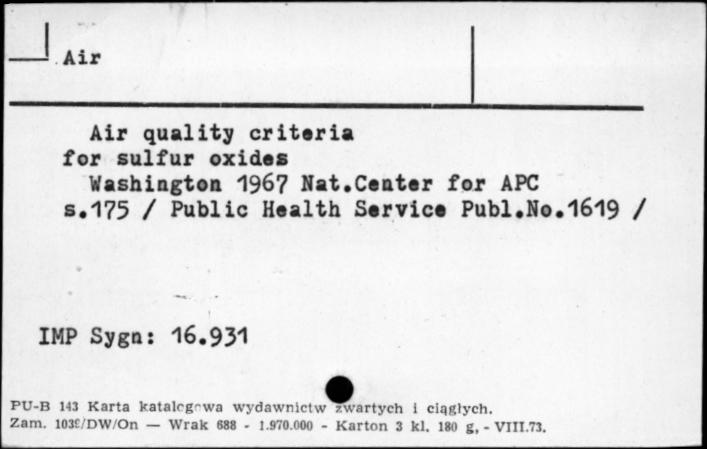 Air
Air quality criteria
for sulfur oxides
Washington 1967 Nat.Center for APC
s.175 / Public Health Service Publ.No.1619 /
IMP Sygn: 16.931
PU-B 143 Karta katalogowa wydawnictw zwartych i ciągłych.
Zam. /DW/On — Wrak 688 - 1.970.000 - Karton 3 kl. 180 g, - VIII.73.